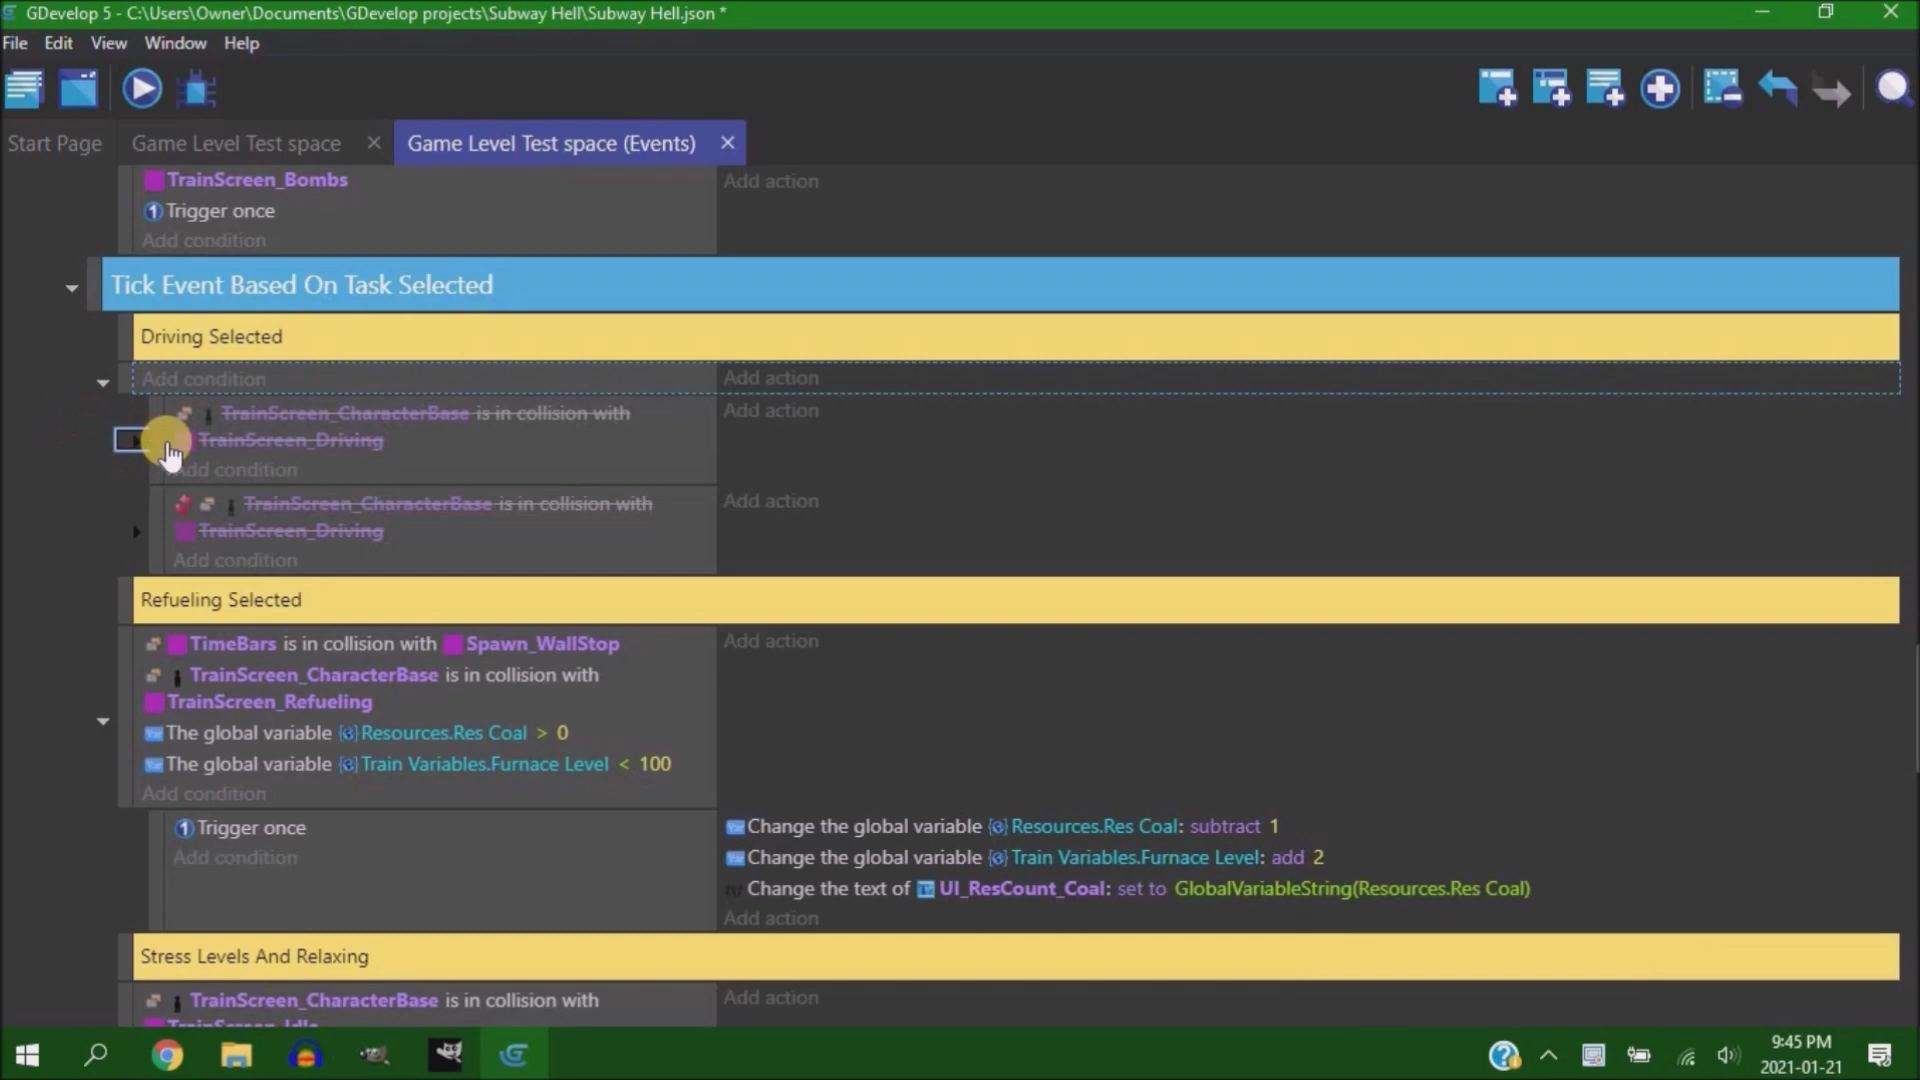 GDevelop 5 - C:\Users\Owner\Documents\GDevelop projects\Subway Hell\Subway Hell.json *
File Edit View Window Help
Start Page Game Level Test space Game Level Test space (Events)
TrainScreen_Bombs Add action
Trigger once
Add condition
Tick Event Based On Task Selected
Driving Selected
Add condition Add action
TrainScreen_CharacterBase is in collision with Add action
TrainScreen_Driving
Add condition
TrainScreen_CharacterBase is in collision with Add action
TrainScreen_Driving
Add condition
Refueling Selected
TimeBars is in collision with Spawn_WallStop Add action
TrainScreen_CharacterBase is in collision with
TrainScreen_Refueling
The global variable Resources.Res Coal > 0
The global variable Train Variables.Furnace Level < 100
Add condition
Trigger once Change the global variable Resources.Res Coal: subtract 1
Add condition Change the global variable Train Variables.Furnace Level: add 2
Change the text of UI_ResCount_Coal: set to GlobalVariableString(Resources.Res Coal)
Add action
Stress Levels And Relaxing
TrainScreen_CharacterBase is in collision with Add action
TrainScreen_Idle
9:45 PM
2021-01-21